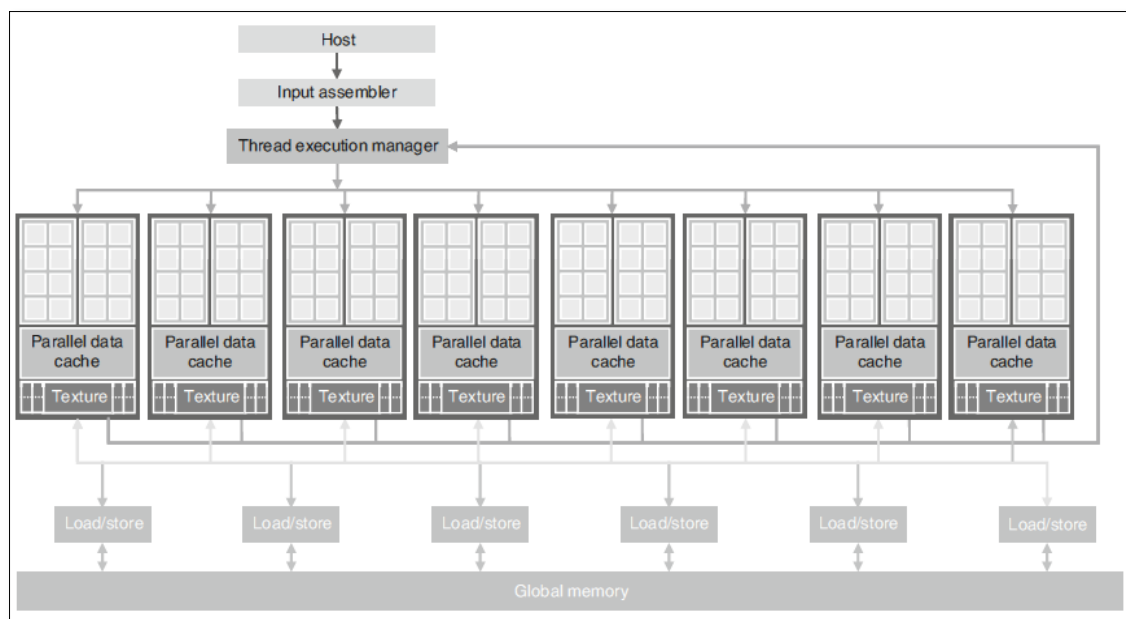 Host
Input assembler
Thread execution manager
Parallel data cache
Parallel data cache
Parallel data cache
Parallel data cache
Parallel data cache
Parallel data cache
Parallel data cache
Parallel data cache
Texture
Texture
Texture
Texture
Texture
Texture
Texture
Texture
Load/store
Load/store
Load/store
Load/store
Load/store
Load/store
Global memory